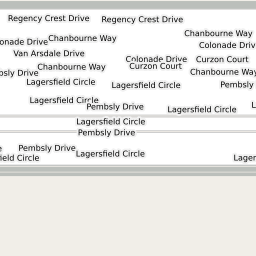 Regency Crest Drive
Regency Crest Drive
Chanbourne Way
Chanbourne Way
onade Drive
Colonade Driv
Van Arsdale Drive
Colonade Drive
Curzon Court
Curzon Court
Chanbourne Way
bsly Drive
Chanbourne Way
Lagersfield Circle
Lagersfield Circle
Pembsly
Lagersfield Circle
Pembsly Drive
Lagersfield Circle
L
Lagersfield Circle
Pembsly Drive
e
Pembsly Drive
Lagersfield Circle
ield Circle
Lager